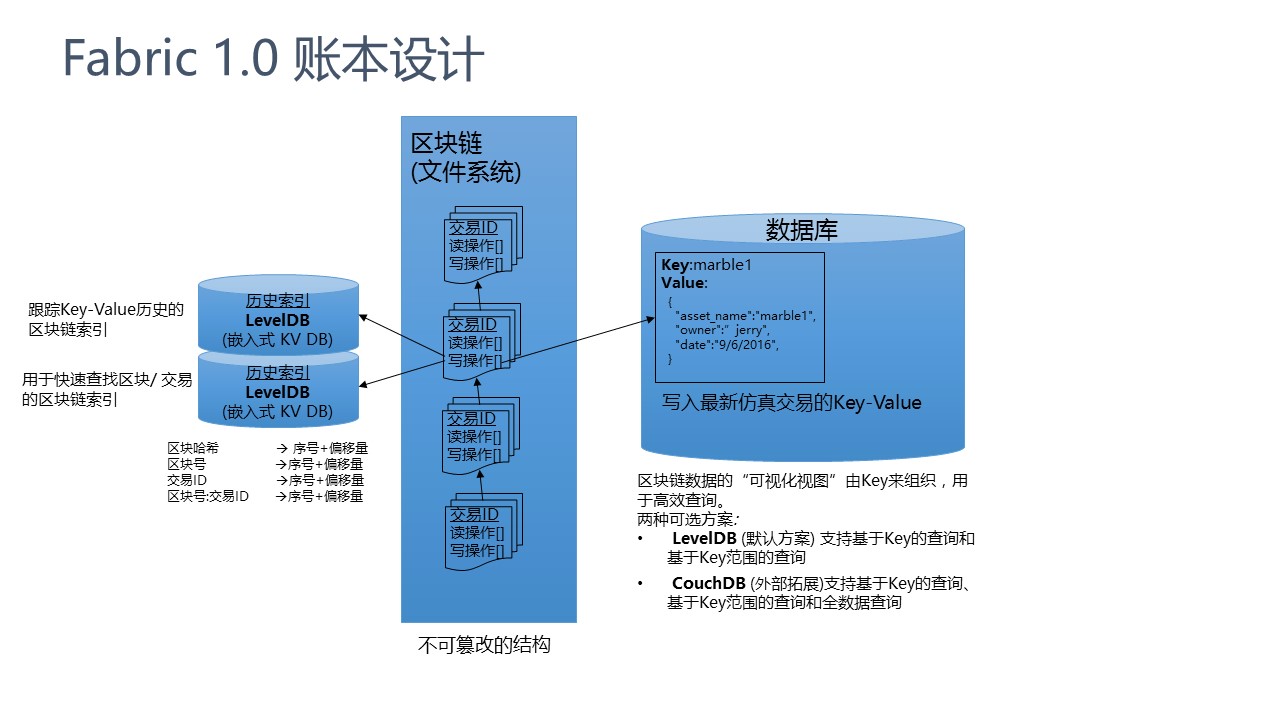 Fabric 1.0 账本设计
区块链
(文件系统)
交易ID
读操作[]
写操作[]
交易ID
读操作[]
写操作[]
交易ID
读操作[]
写操作[]
交易ID
读操作[]
写操作[]
不可篡改的结构
跟踪Key-Value历史的
区块链索引
历史索引
LevelDB
(嵌入式 KV DB)
用于快速查找区块/ 交易
的区块链索引
历史索引
LevelDB
(嵌入式 KV DB)
区块哈希 → 序号+偏移量
区块号 →序号+偏移量
交易ID →序号+偏移量
区块号:交易ID →序号+偏移量
数据库
Key:marble1
Value:
{
"asset_name":"marble1",
"owner":“ jerry",
"date":"9/6/2016",
}
写入最新仿真交易的Key-Value
区块链数据的“可视化视图”由Key来组织，用
于高效查询。
两种可选方案:
• LevelDB (默认方案) 支持基于Key的查询和
基于Key范围的查询
• CouchDB (外部拓展)支持基于Key的查询、
基于Key范围的查询和全数据查询